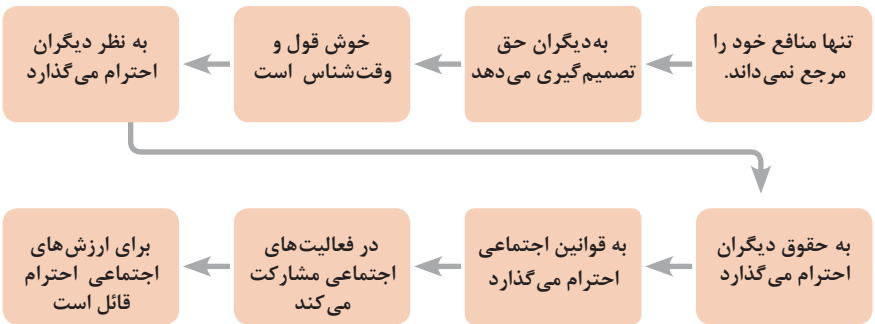 تنها منافع خود را
مرجع نمی‌داند.
به‌دیگران حق
تصمیم‌گیری می‌دهد
خوش قول و
وقت‌شناس است
به نظر دیگران
احترام می‌گذارد
به حقوق دیگران
احترام می‌گذارد
به قوانین اجتماعی
احترام می‌گذارد
در فعالیت‌های
اجتماعی مشارکت
می‌کند
برای ارزش‌های
اجتماعی احترام
قائل است